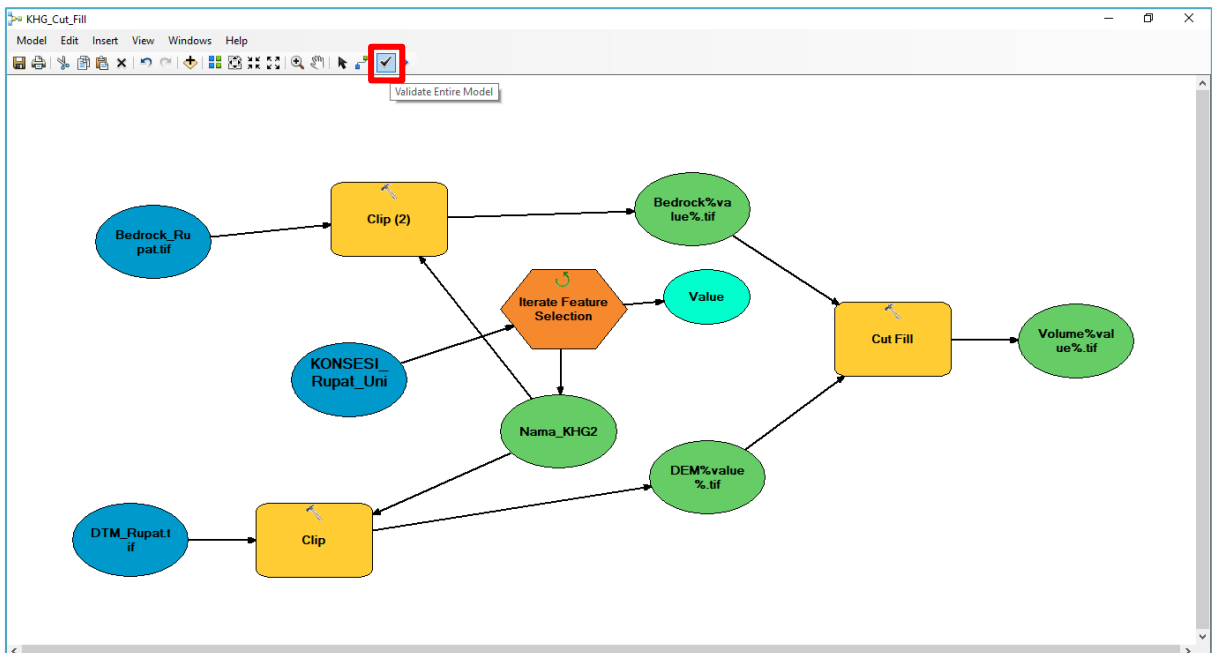 KHG_Cut_Fill
Model Edit Insert View Windows Help
Validate Entire Model
Bedrock_Ru
pat.tif
Clip (2)
Bedrock%va
lue%.tif
Iterate Feature
Selection
Value
KONSESI_
Rupat_Uni
Cut Fill
Volume%val
ue%.tif
Nama_KHG2
DEM%value
%.tif
DTM_Rupat.t
if
Clip